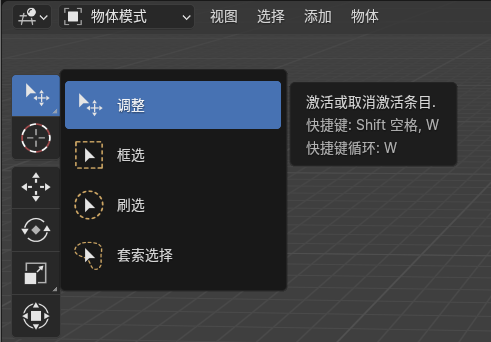 物体模式 视图 选择 添加 物体
调整
框选
刷选
套索选择
激活或取消激活条目.
快捷键: Shift 空格, W
快捷键循环: W